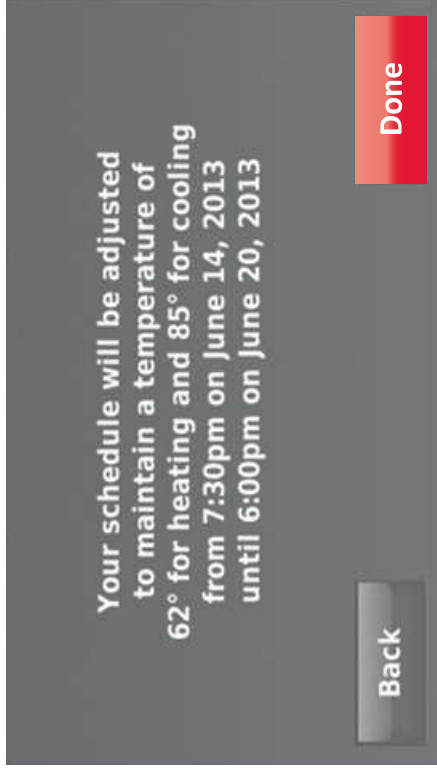 Your schedule will be adjusted
to maintain a temperature of
62° for heating and 85° for cooling
from 7:30pm on June 14, 2013
until 6:00pm on June 20, 2013
Back
Done